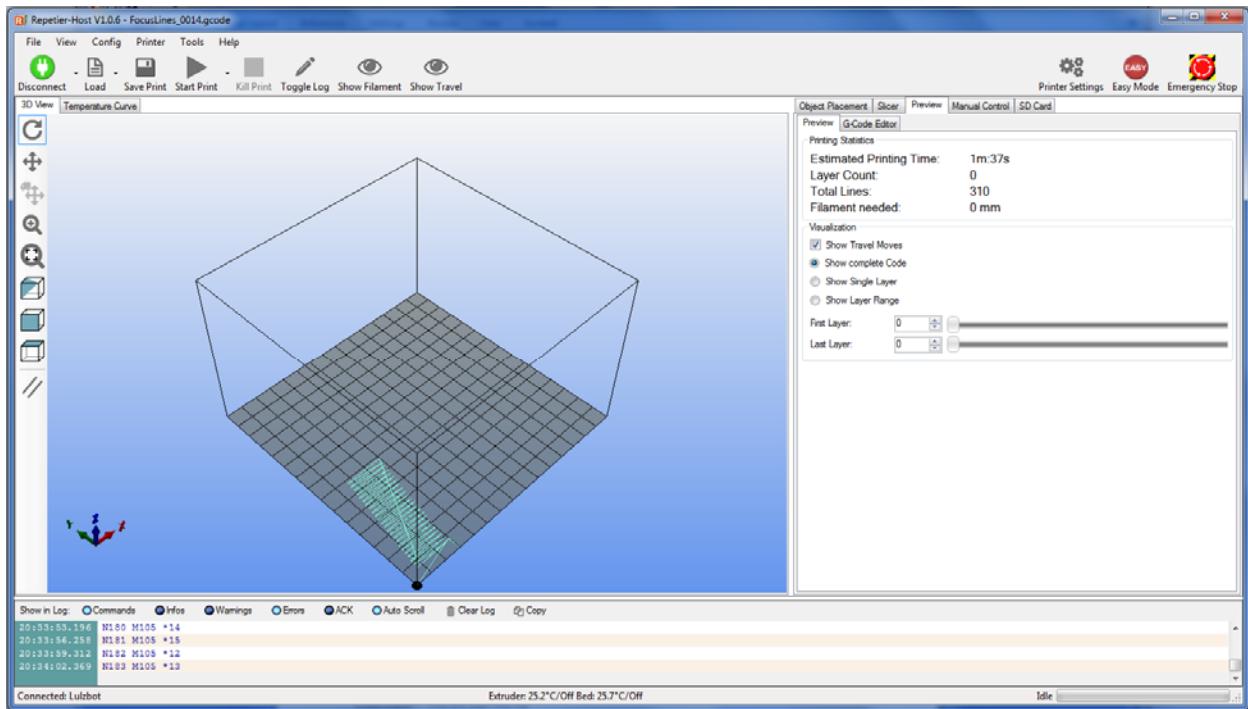 Repetier-Host V1.0.6 - FocusLines_0014.gcode
File View Config Printer Tools Help
Disconnect Load Save Print Start Print Kill Print Toggle Log Show Filament Show Travel Printer Settings EASY Easy Mode Emergency Stop
3D View Temperature Curve
Object Placement Slicer Preview Manual Control SD Card
Preview G-Code Editor
Printing Statistics
Estimated Printing Time: 1m:37s
Layer Count: 0
Total Lines: 310
Filament needed: 0 mm
Visualization
Show Travel Moves
Show complete Code
Show Single Layer
Show Layer Range
First Layer: 0
Last Layer: 0
Y Z X
Show in Log: Commands Infos Warnings Errors ACK Auto Scroll Clear Log Copy
20:33:53.196 N180 M105 *14
20:33:56.258 N181 M105 *15
20:33:59.312 N182 M105 *12
20:34:02.369 N183 M105 *13
Connected: Lulzbot Extruder: 25.2°C/Off Bed: 25.7°C/Off Idle